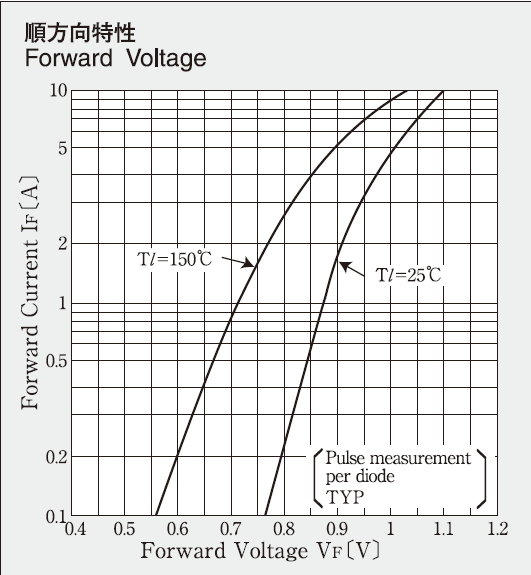 順方向特性
Forward Voltage
Forward Current IF〔A〕
10
5
2
1
0.5
0.2
0.1
Tl=150℃
Tl=25℃
Pulse measurement
per diode
TYP
0.4 0.5 0.6 0.7 0.8 0.9 1 1.1 1.2
Forward Voltage VF〔V〕